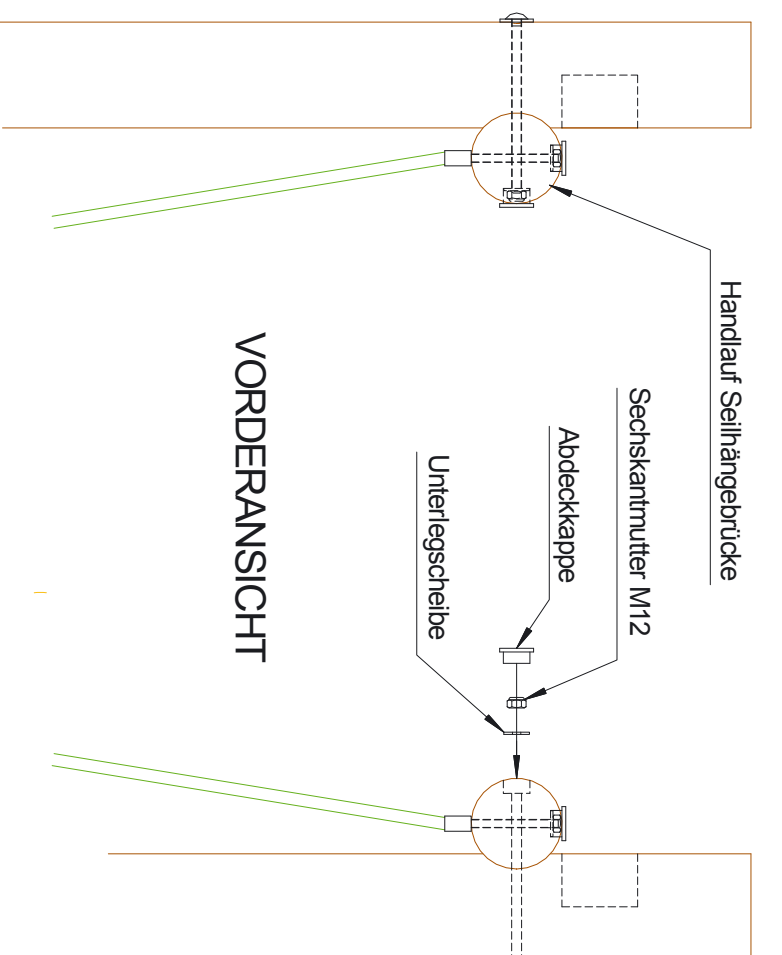 Handlauf Seilhängebrücke
Sechskantmutter M12
Abdeckkappe
Unterlegscheibe
VORDERANSICHT